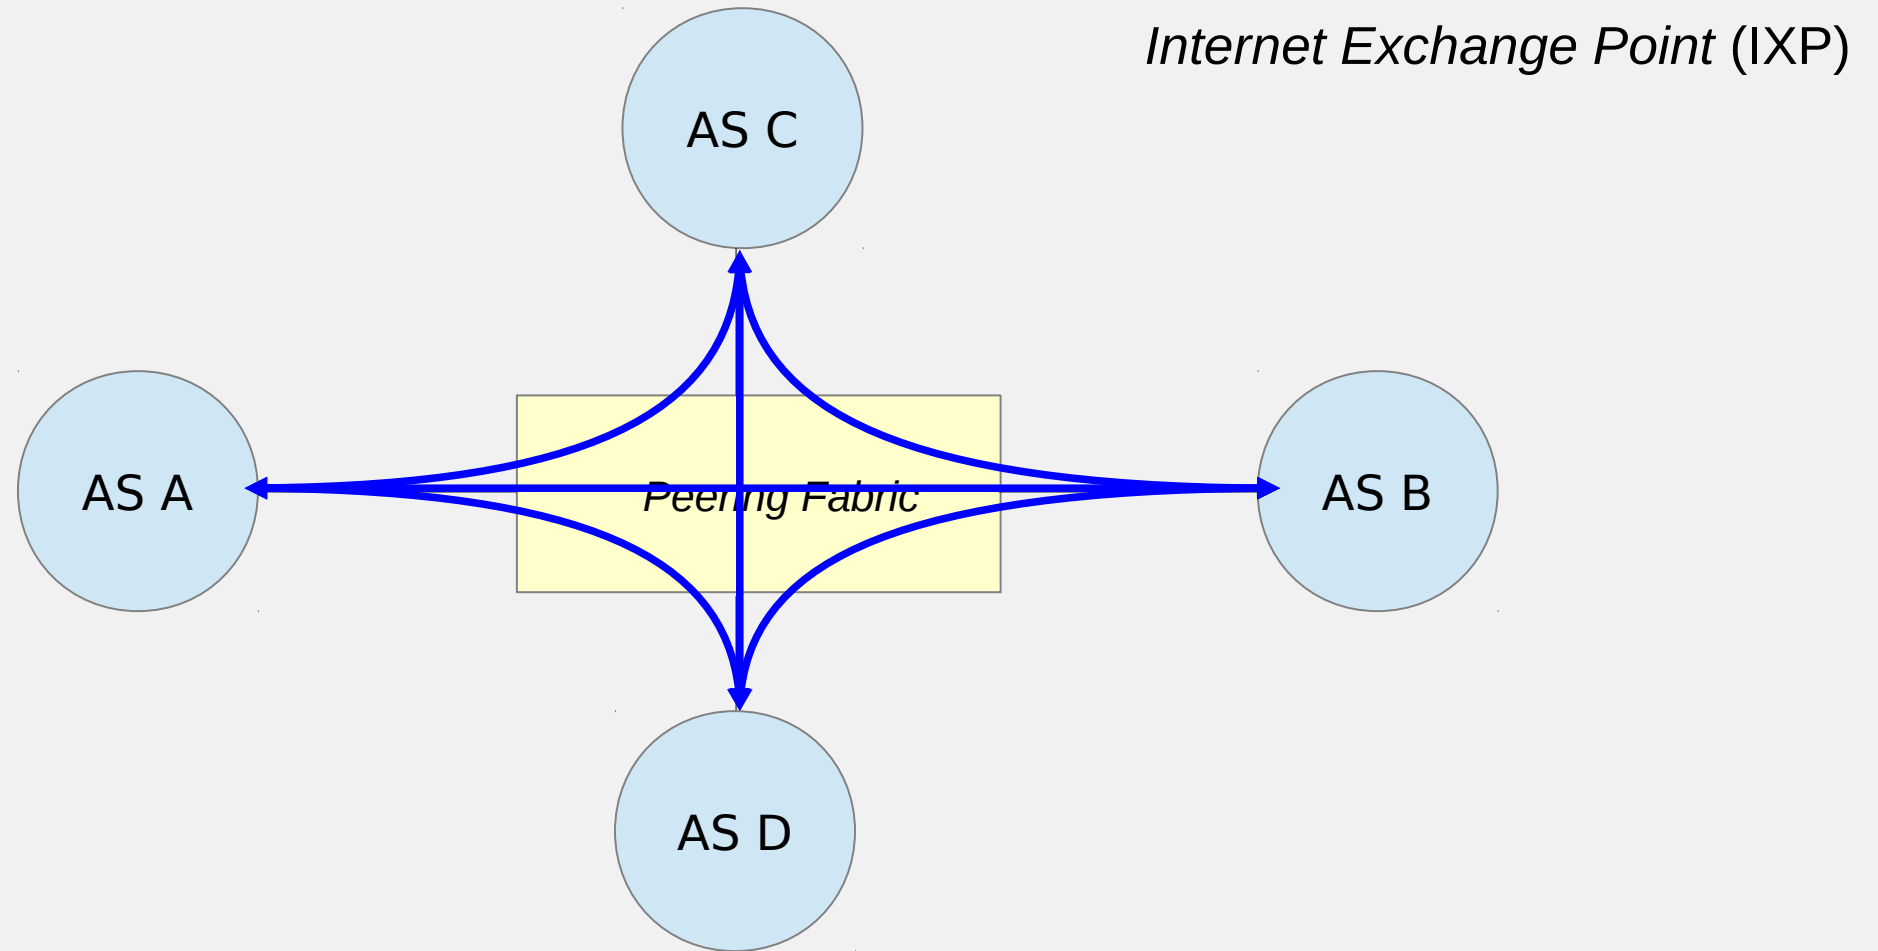 Internet Exchange Point (IXP)
AS C
AS A
Peering Fabric
AS B
AS D